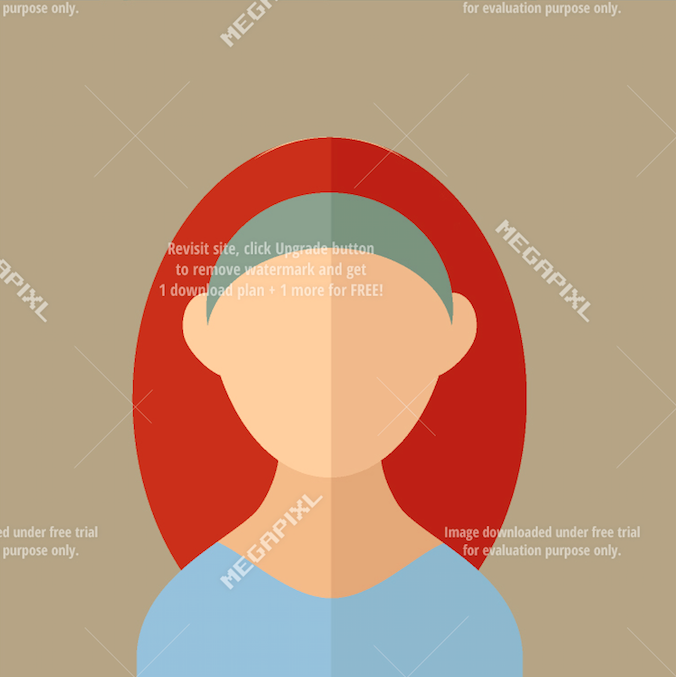 purpose only.
MEGAPIXL
for evaluation purpose only.
MEGAPIXL
Revisit site, click Upgrade button
to remove watermark and get
1 download plan + 1 more for FREE!
MEGAPIXL
ed under free trial
purpose only.
MEGAPIXL
Image downloaded under free trial
for evaluation purpose only.